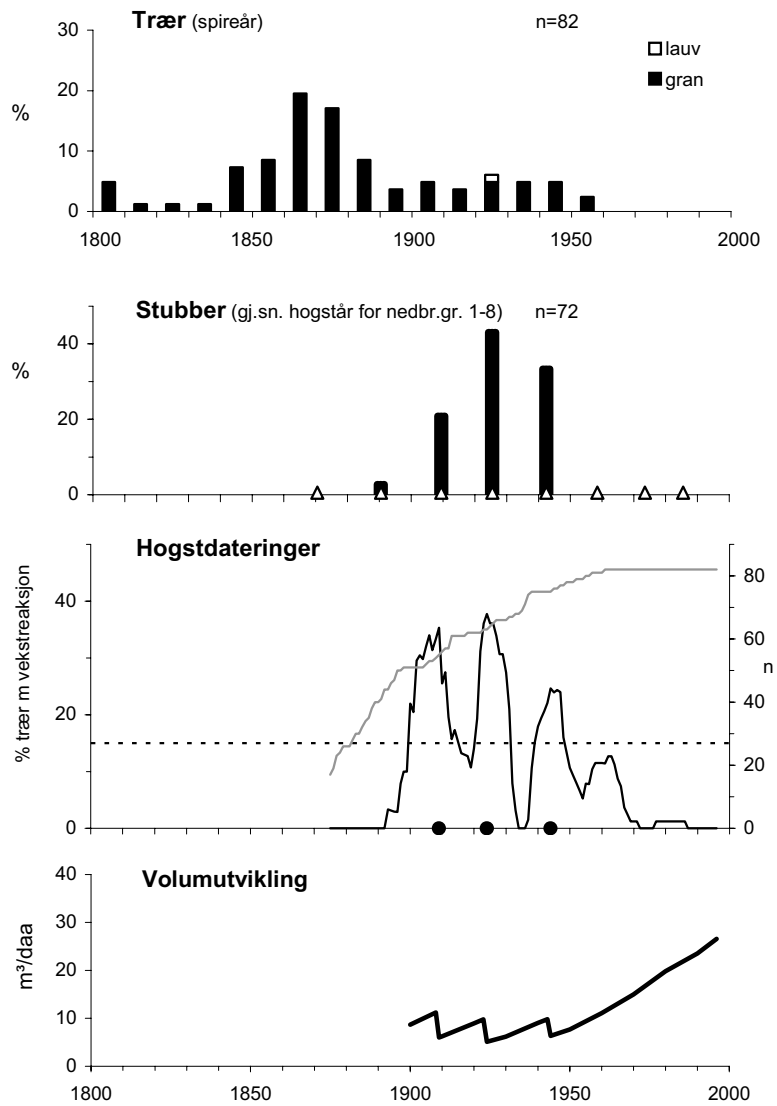 Trær (spireår) n=82
30
lauv
gran
20
%
10
0
1800 1850 1900 1950 2000
Stubber (gj.sn. hogstår for nedbr.gr. 1-8) n=72
40
%
20
0
Hogstdateringer
% trær m vekstreaksjon
40
20
0
80
60
n
40
20
0
Volumutvikling
m³/daa
40
30
20
10
0
1800 1850 1900 1950 2000